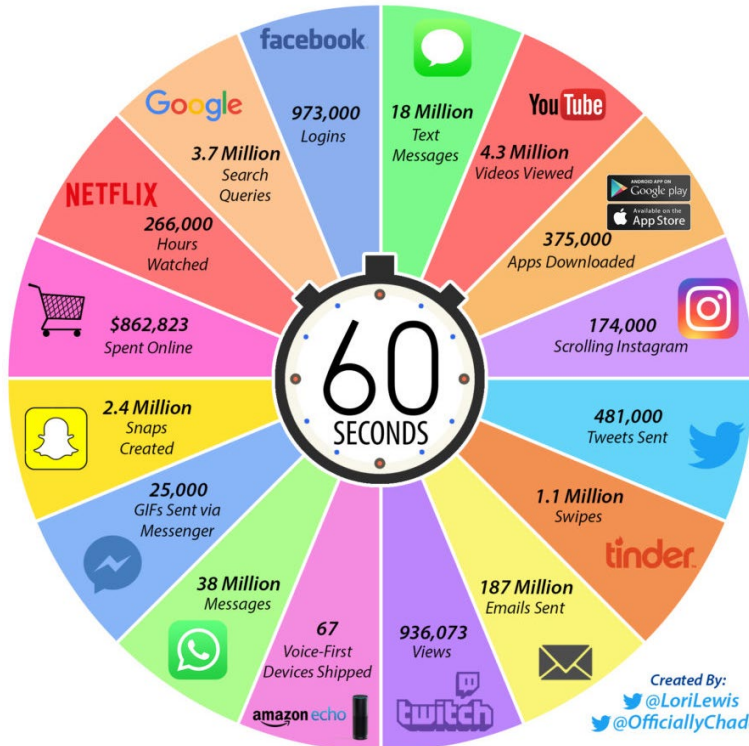 facebook
973,000
Logins
18 Million
Text
Messages
YouTube
4.3 Million
Videos Viewed
ANDROID APP ON
Google play
Available on the
App Store
375,000
Apps Downloaded
174,000
Scrolling Instagram
481,000
Tweets Sent
1.1 Million
Swipes
tinder
187 Million
Emails Sent
936,073
Views
twitch
67
Voice-First
Devices Shipped
amazon echo
38 Million
Messages
25,000
GIFs Sent via
Messenger
2.4 Million
Snaps
Created
$862,823
Spent Online
NETFLIX
266,000
Hours
Watched
Google
3.7 Million
Search
Queries
60
SECONDS
Created By:
@LoriLewis
@OfficiallyChad